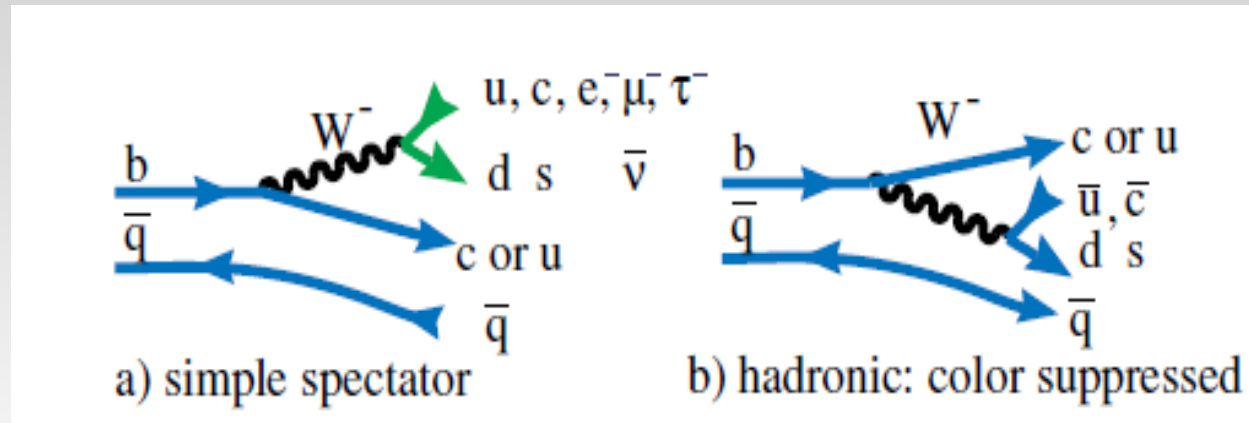 W⁻
u, c, e,⁻ μ,⁻ τ⁻
b
d s ν̄
q̄
c or u
q̄
a) simple spectator
W⁻
c or u
b
ū, c̄
q̄
d s
q̄
b) hadronic: color suppressed